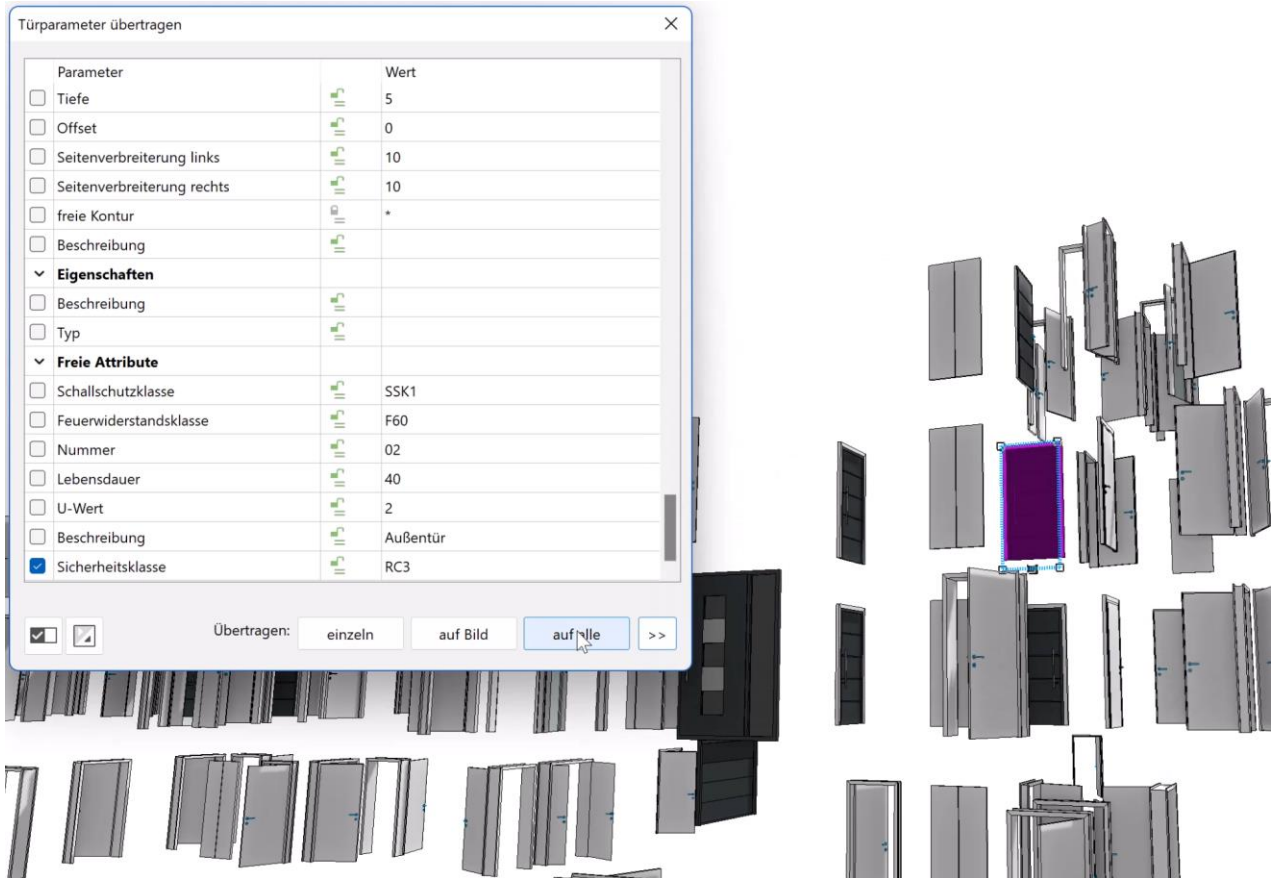 Türparameter übertragen
Parameter Wert
Tiefe 5
Offset 0
Seitenverbreiterung links 10
Seitenverbreiterung rechts 10
freie Kontur *
Beschreibung
Eigenschaften
Beschreibung
Typ
Freie Attribute
Schallschutzklasse SSK1
Feuerwiderstandsklasse F60
Nummer 02
Lebensdauer 40
U-Wert 2
Beschreibung Außentür
Sicherheitsklasse RC3
Übertragen: einzeln auf Bild auf alle >>